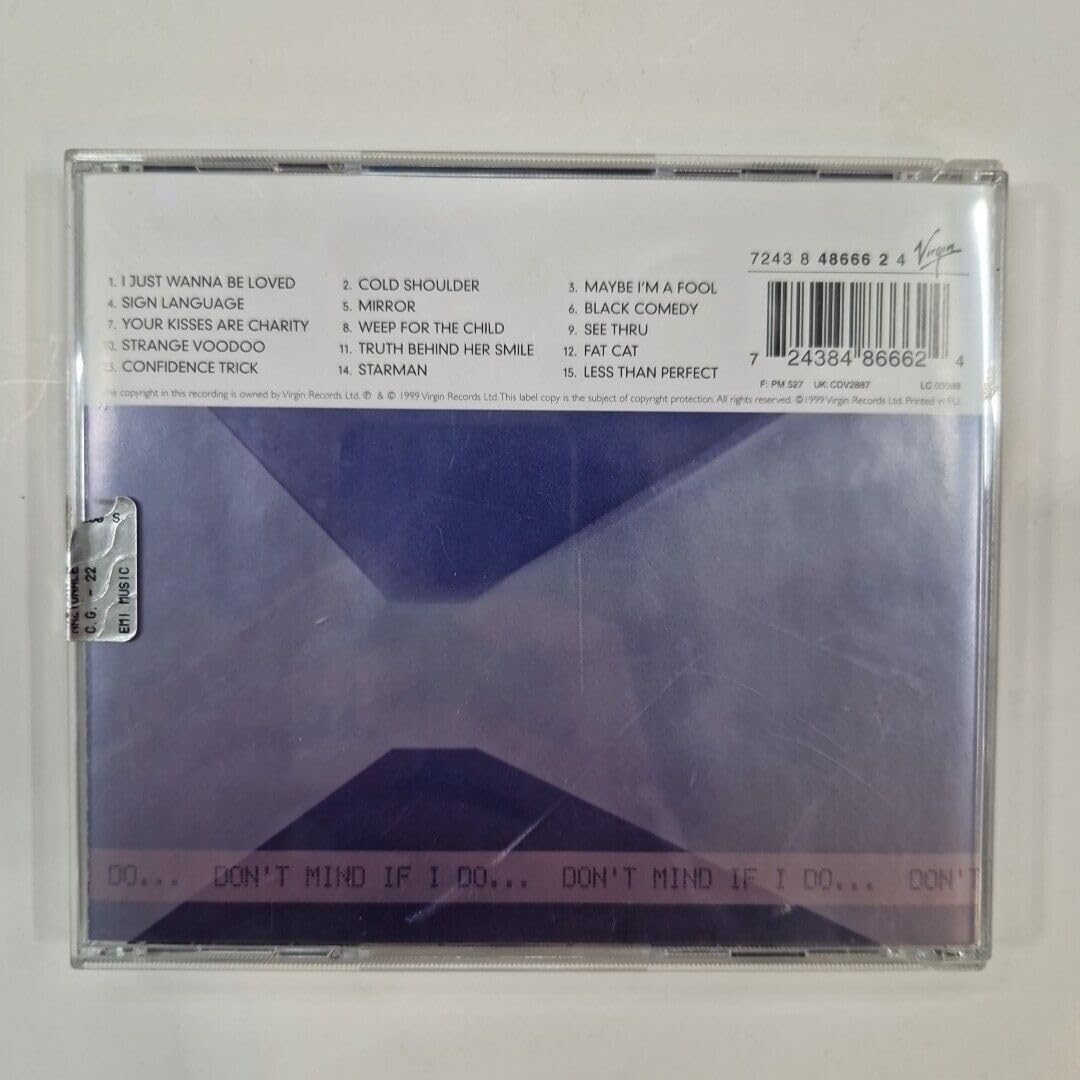 7243 8 48666 2 4 Virgin
1. I JUST WANNA BE LOVED 2. COLD SHOULDER 3. MAYBE I'M A FOOL
4. SIGN LANGUAGE 5. MIRROR 6. BLACK COMEDY
7. YOUR KISSES ARE CHARITY 8. WEEP FOR THE CHILD 9. SEE THRU
10. STRANGE VOODOO 11. TRUTH BEHIND HER SMILE 12. FAT CAT
13. CONFIDENCE TRICK 14. STARMAN 15. LESS THAN PERFECT
7 24384 86662 4
F: PM 527 UK: CDV2887 LC 03098
copyright in this recording is owned by Virgin Records Ltd. ℗ & © 1999 Virgin Records Ltd. This label copy is the subject of copyright protection. All rights reserved. © 1999 Virgin Records Ltd. Printed in EU.
S
C.G. - 22
EMI MUSIC
DO... DON'T MIND IF I DO... DON'T MIND IF I DO... DON'T